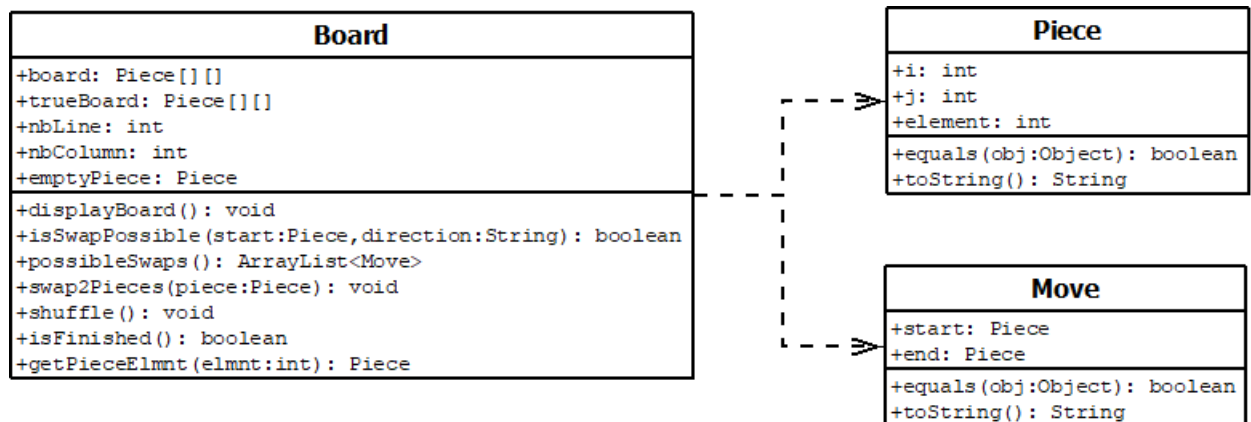 Board
+board: Piece[][]
+trueBoard: Piece[][]
+nbLine: int
+nbColumn: int
+emptyPiece: Piece
+displayBoard(): void
+isSwapPossible(start:Piece,direction:String): boolean
+possibleSwaps(): ArrayList<Move>
+swap2Pieces(piece:Piece): void
+shuffle(): void
+isFinished(): boolean
+getPieceElmnt(elmnt:int): Piece
Piece
+i: int
+j: int
+element: int
+equals(obj:Object): boolean
+toString(): String
Move
+start: Piece
+end: Piece
+equals(obj:Object): boolean
+toString(): String